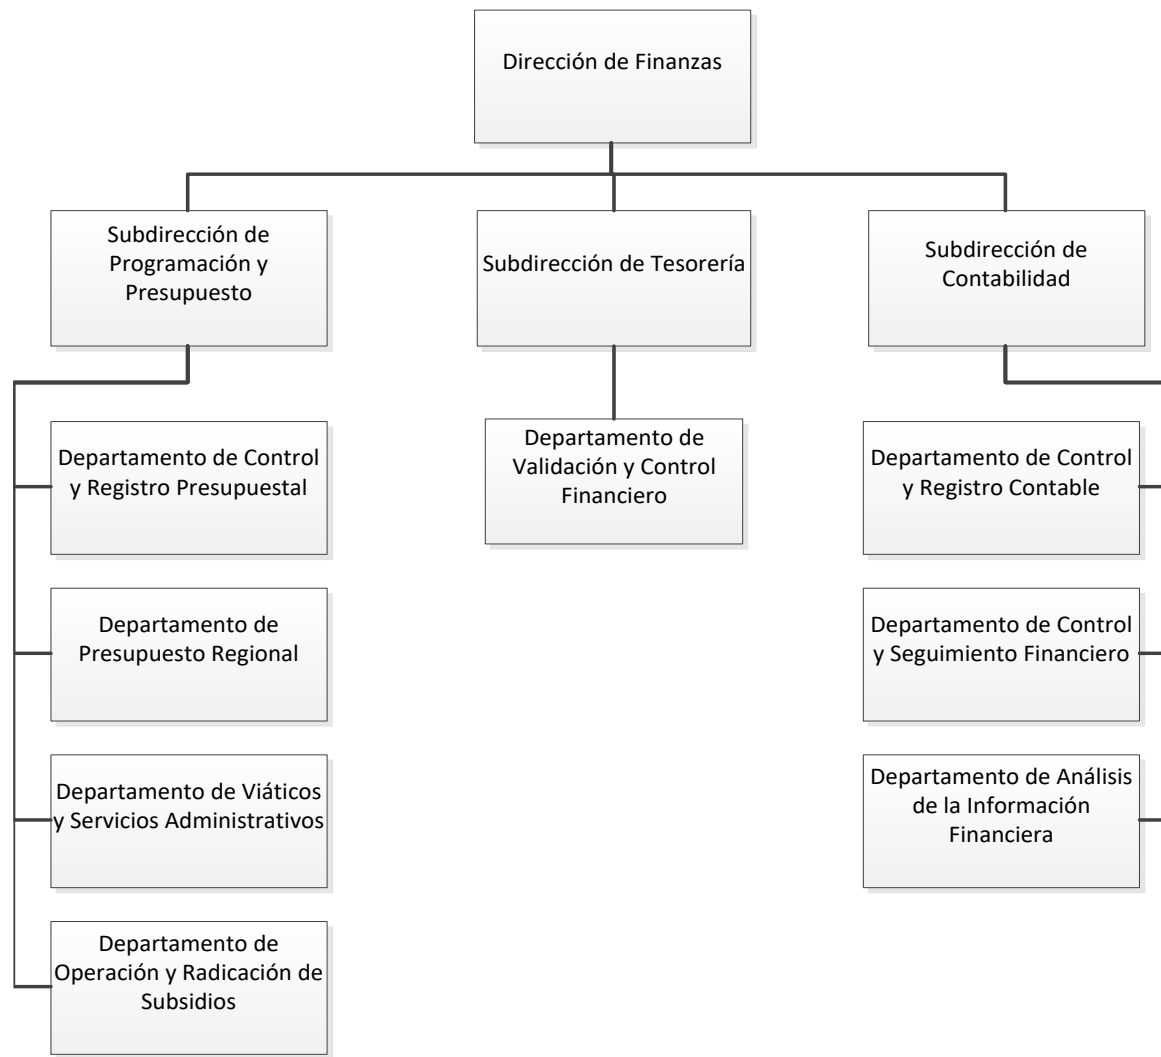 Dirección de Finanzas
Subdirección de
Programación y
Presupuesto
Subdirección de Tesorería
Subdirección de
Contabilidad
Departamento de Control
y Registro Presupuestal
Departamento de
Validación y Control
Financiero
Departamento de Control
y Registro Contable
Departamento de
Presupuesto Regional
Departamento de Control
y Seguimiento Financiero
Departamento de Viáticos
y Servicios Administrativos
Departamento de Análisis
de la Información
Financiera
Departamento de
Operación y Radicación de
Subsidios